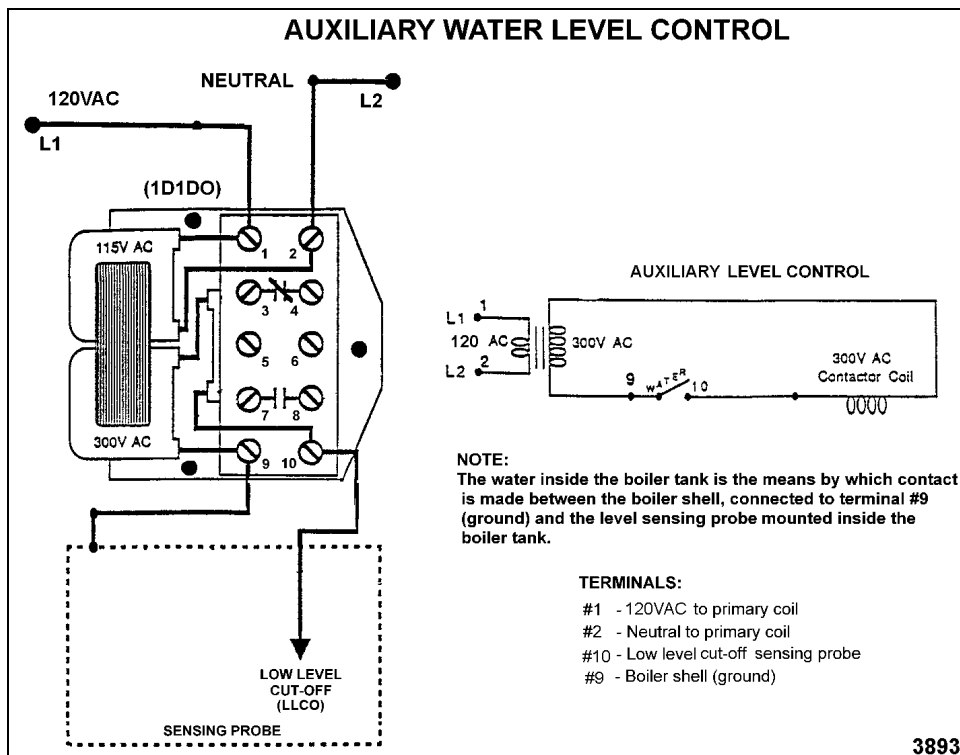 AUXILIARY WATER LEVEL CONTROL
NEUTRAL
L2
120VAC
L1
(1D1DO)
115V AC
1
2
3
4
5
6
7
8
300V AC
9
10
LOW LEVEL
CUT-OFF
(LLCO)
SENSING PROBE
AUXILIARY LEVEL CONTROL
L1
1
120 AC
L2
2
300V AC
9
WATER
10
300V AC
Contactor Coil
NOTE:
The water inside the boiler tank is the means by which contact
is made between the boiler shell, connected to terminal #9
(ground) and the level sensing probe mounted inside the
boiler tank.
TERMINALS:
#1 - 120VAC to primary coil
#2 - Neutral to primary coil
#10 - Low level cut-off sensing probe
#9 - Boiler shell (ground)
3893